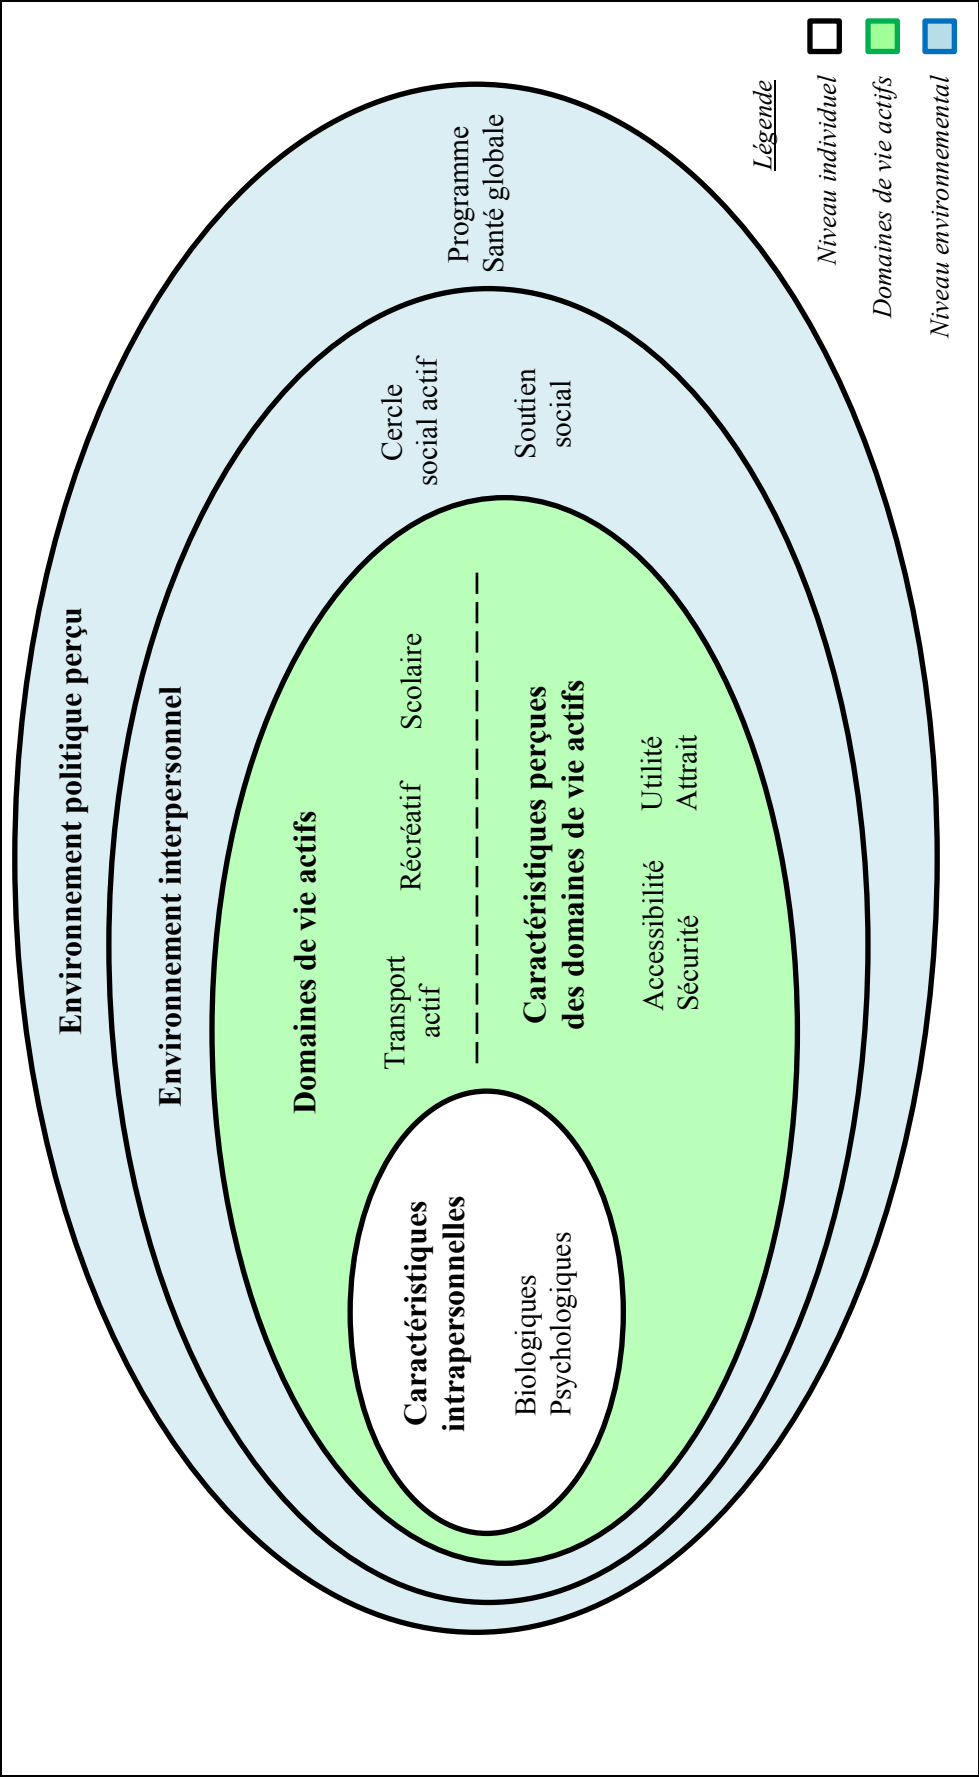 Environnement politique perçu
Environnement interpersonnel
Domaines de vie actifs
Transport
actif
Récréatif
Scolaire
Caractéristiques perçues
des domaines de vie actifs
Accessibilité
Sécurité
Utilité
Attrait
Caractéristiques
intrapersonnelles
Biologiques
Psychologiques
Cercle
social actif
Soutien
social
Programme
Santé globale
Légende
Niveau individuel
Domaines de vie actifs
Niveau environnemental